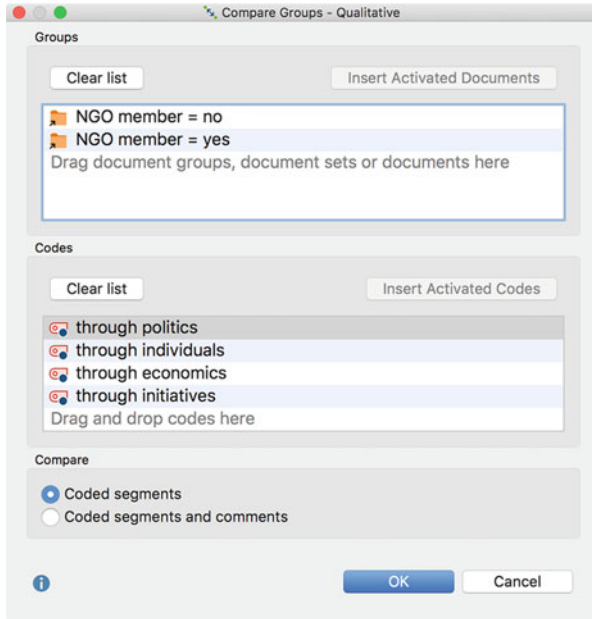 Compare Groups - Qualitative
Groups
Clear list Insert Activated Documents
NGO member = no
NGO member = yes
Drag document groups, document sets or documents here
Codes
Clear list Insert Activated Codes
through politics
through individuals
through economics
through initiatives
Drag and drop codes here
Compare
Coded segments
Coded segments and comments
OK Cancel